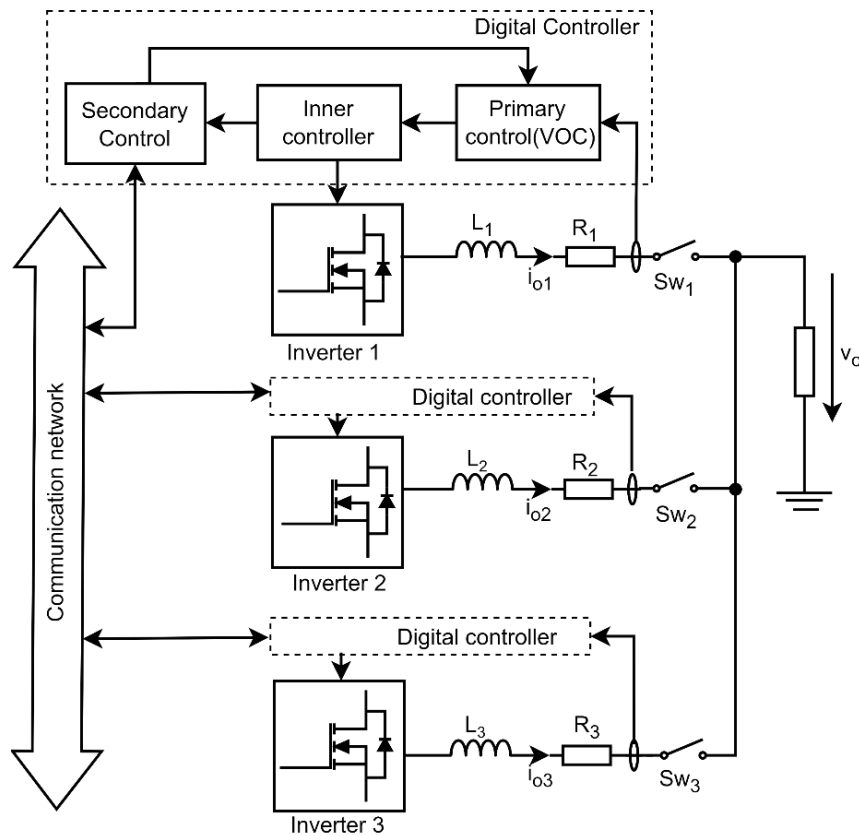 Digital Controller
Secondary
Control
Inner
controller
Primary
control(VOC)
L1
R1
io1
Sw1
Inverter 1
vo
Communication network
Digital controller
L2
R2
io2
Sw2
Inverter 2
Digital controller
L3
R3
io3
Sw3
Inverter 3